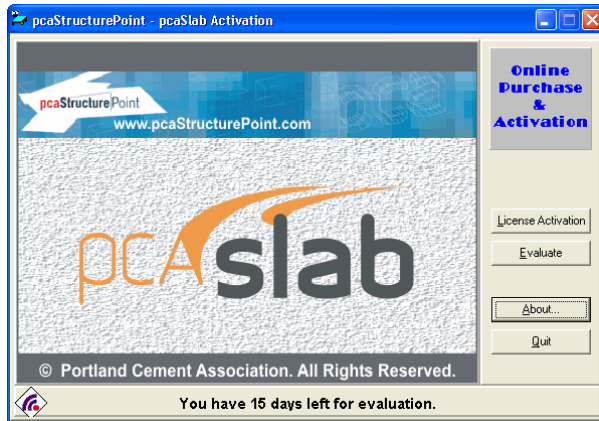 pcaStructurePoint - pcaSlab Activation
pcaStructurePoint
www.pcaStructurePoint.com
pcaslab
© Portland Cement Association. All Rights Reserved.
Online
Purchase
&
Activation
License Activation
Evaluate
About...
Quit
You have 15 days left for evaluation.